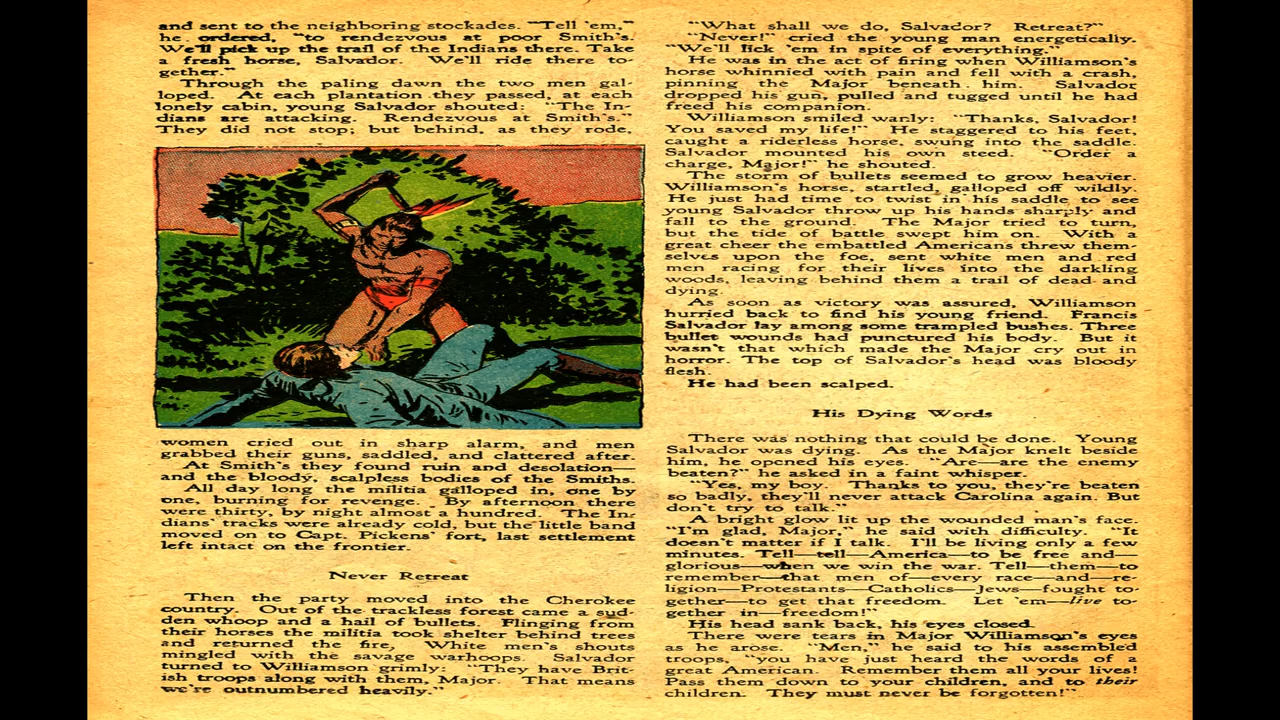 and sent to the neighboring stockades. "Tell 'em,"
he ordered, "to rendezvous at poor Smith's.
We'll pick up the trail of the Indians there. Take
a fresh horse, Salvador. We'll ride there to-
gether."
Through the paling dawn the two men gal-
loped. At each plantation they passed, at each
lonely cabin, young Salvador shouted: "The In-
dians are attacking. Rendezvous at Smith's."
They did not stop; but behind, as they rode,
women cried out in sharp alarm, and men
grabbed their guns, saddled, and clattered after.
At Smith's they found ruin and desolation—
and the bloody, scalpless bodies of the Smiths.
All day long the militia galloped in, one by
one, burning for revenge. By afternoon there
were thirty, by night almost a hundred. The In-
dians' tracks were already cold, but the little band
moved on to Capt. Pickens' fort, last settlement
left intact on the frontier.
Never Retreat
Then the party moved into the Cherokee
country. Out of the trackless forest came a sud-
den whoop and a hail of bullets. Flinging from
their horses the militia took shelter behind trees
and returned the fire, White men's shouts
mingled with the savage warhoops. Salvador
turned to Williamson grimly: "They have Brit-
ish troops along with them, Major. That means
we're outnumbered heavily."
"What shall we do, Salvador? Retreat?"
"Never!" cried the young man energetically.
"We'll lick 'em in spite of everything."
He was in the act of firing when Williamson's
horse whinnied with pain and fell with a crash,
pinning the Major beneath him. Salvador
dropped his gun, pulled and tugged until he had
freed his companion.
Williamson smiled wanly: "Thanks, Salvador!
You saved my life!" He staggered to his feet,
caught a riderless horse, swung into the saddle.
Salvador mounted his own steed. "Order a
charge, Major!" he shouted.
The storm of bullets seemed to grow heavier.
Williamson's horse, startled, galloped off wildly.
He just had time to twist in his saddle to see
young Salvador throw up his hands sharply and
fall to the ground. The Major tried to turn,
but the tide of battle swept him on. With a
great cheer the embattled Americans threw them-
selves upon the foe, sent white men and red
men racing for their lives into the darkling
woods, leaving behind them a trail of dead and
dying.
As soon as victory was assured, Williamson
hurried back to find his young friend. Francis
Salvador lay among some trampled bushes. Three
bullet wounds had punctured his body. But it
wasn't that which made the Major cry out in
horror. The top of Salvador's head was bloody
flesh.
He had been scalped.
His Dying Words
There was nothing that could be done. Young
Salvador was dying. As the Major knelt beside
him, he opened his eyes. "Are—are the enemy
beaten?" he asked in a faint whisper.
"Yes, my boy. Thanks to you, they're beaten
so badly, they'll never attack Carolina again. But
don't try to talk."
A bright glow lit up the wounded man's face.
"I'm glad, Major," he said with difficulty. "It
doesn't matter if I talk. I'll be living only a few
minutes. Tell—tell—America—to be free and—
glorious—when we win the war. Tell—them—to
remember—that men of—every race—and—re-
ligion—Protestants—Catholics—Jews—fought to-
gether—to get that freedom. Let 'em—live to-
gether in—freedom!"
His head sank back, his eyes closed.
There were tears in Major Williamson's eyes
as he arose. "Men," he said to his assembled
troops, "you have just heard the words of a
great American. Remember them all your lives!
Pass them down to your children, and to their
children. They must never be forgotten!"